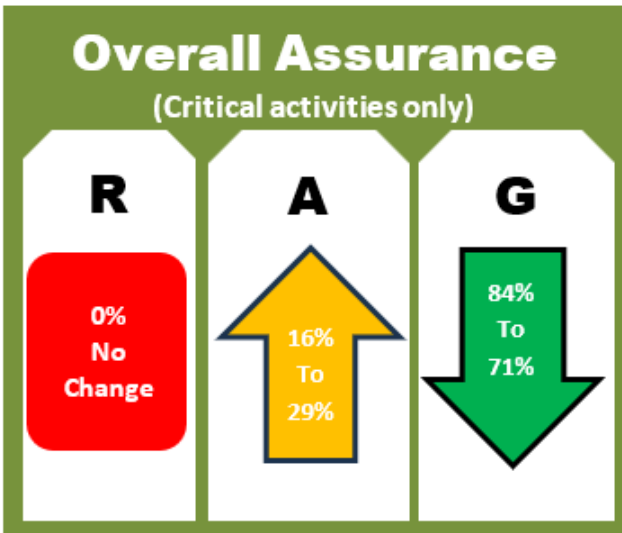 Overall Assurance
(Critical activities only)
R
0%
No
Change
A
16%
To
29%
G
84%
To
71%